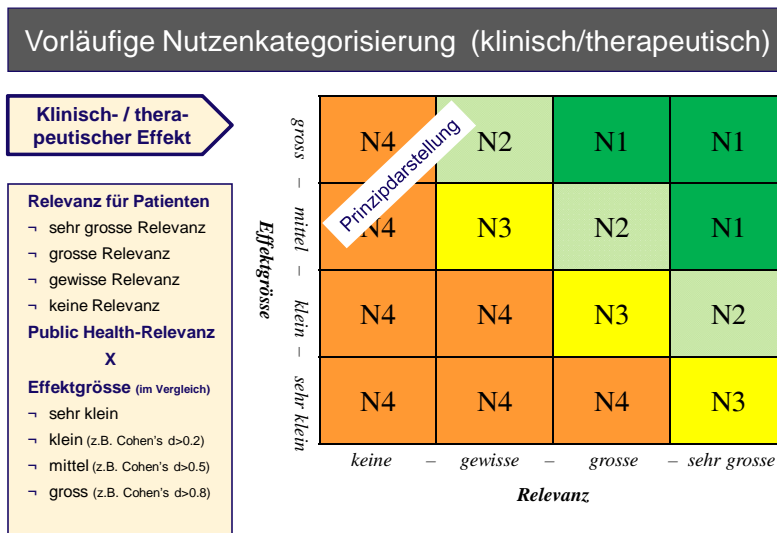 Vorläufige Nutzenkategorisierung (klinisch/therapeutisch)
Klinisch- / thera-
peutischer Effekt
Relevanz für Patienten
¬ sehr grosse Relevanz
¬ grosse Relevanz
¬ gewisse Relevanz
¬ keine Relevanz
Public Health-Relevanz
X
Effektgrösse (im Vergleich)
¬ sehr klein
¬ klein (z.B. Cohen's d>0.2)
¬ mittel (z.B. Cohen's d>0.5)
¬ gross (z.B. Cohen's d>0.8)
Effektgrösse
sehr klein – klein – mittel – gross
N4 N2 N1 N1
N4 N3 N2 N1
N4 N4 N3 N2
N4 N4 N4 N3
Prinzipdarstellung
keine – gewisse – grosse – sehr grosse
Relevanz